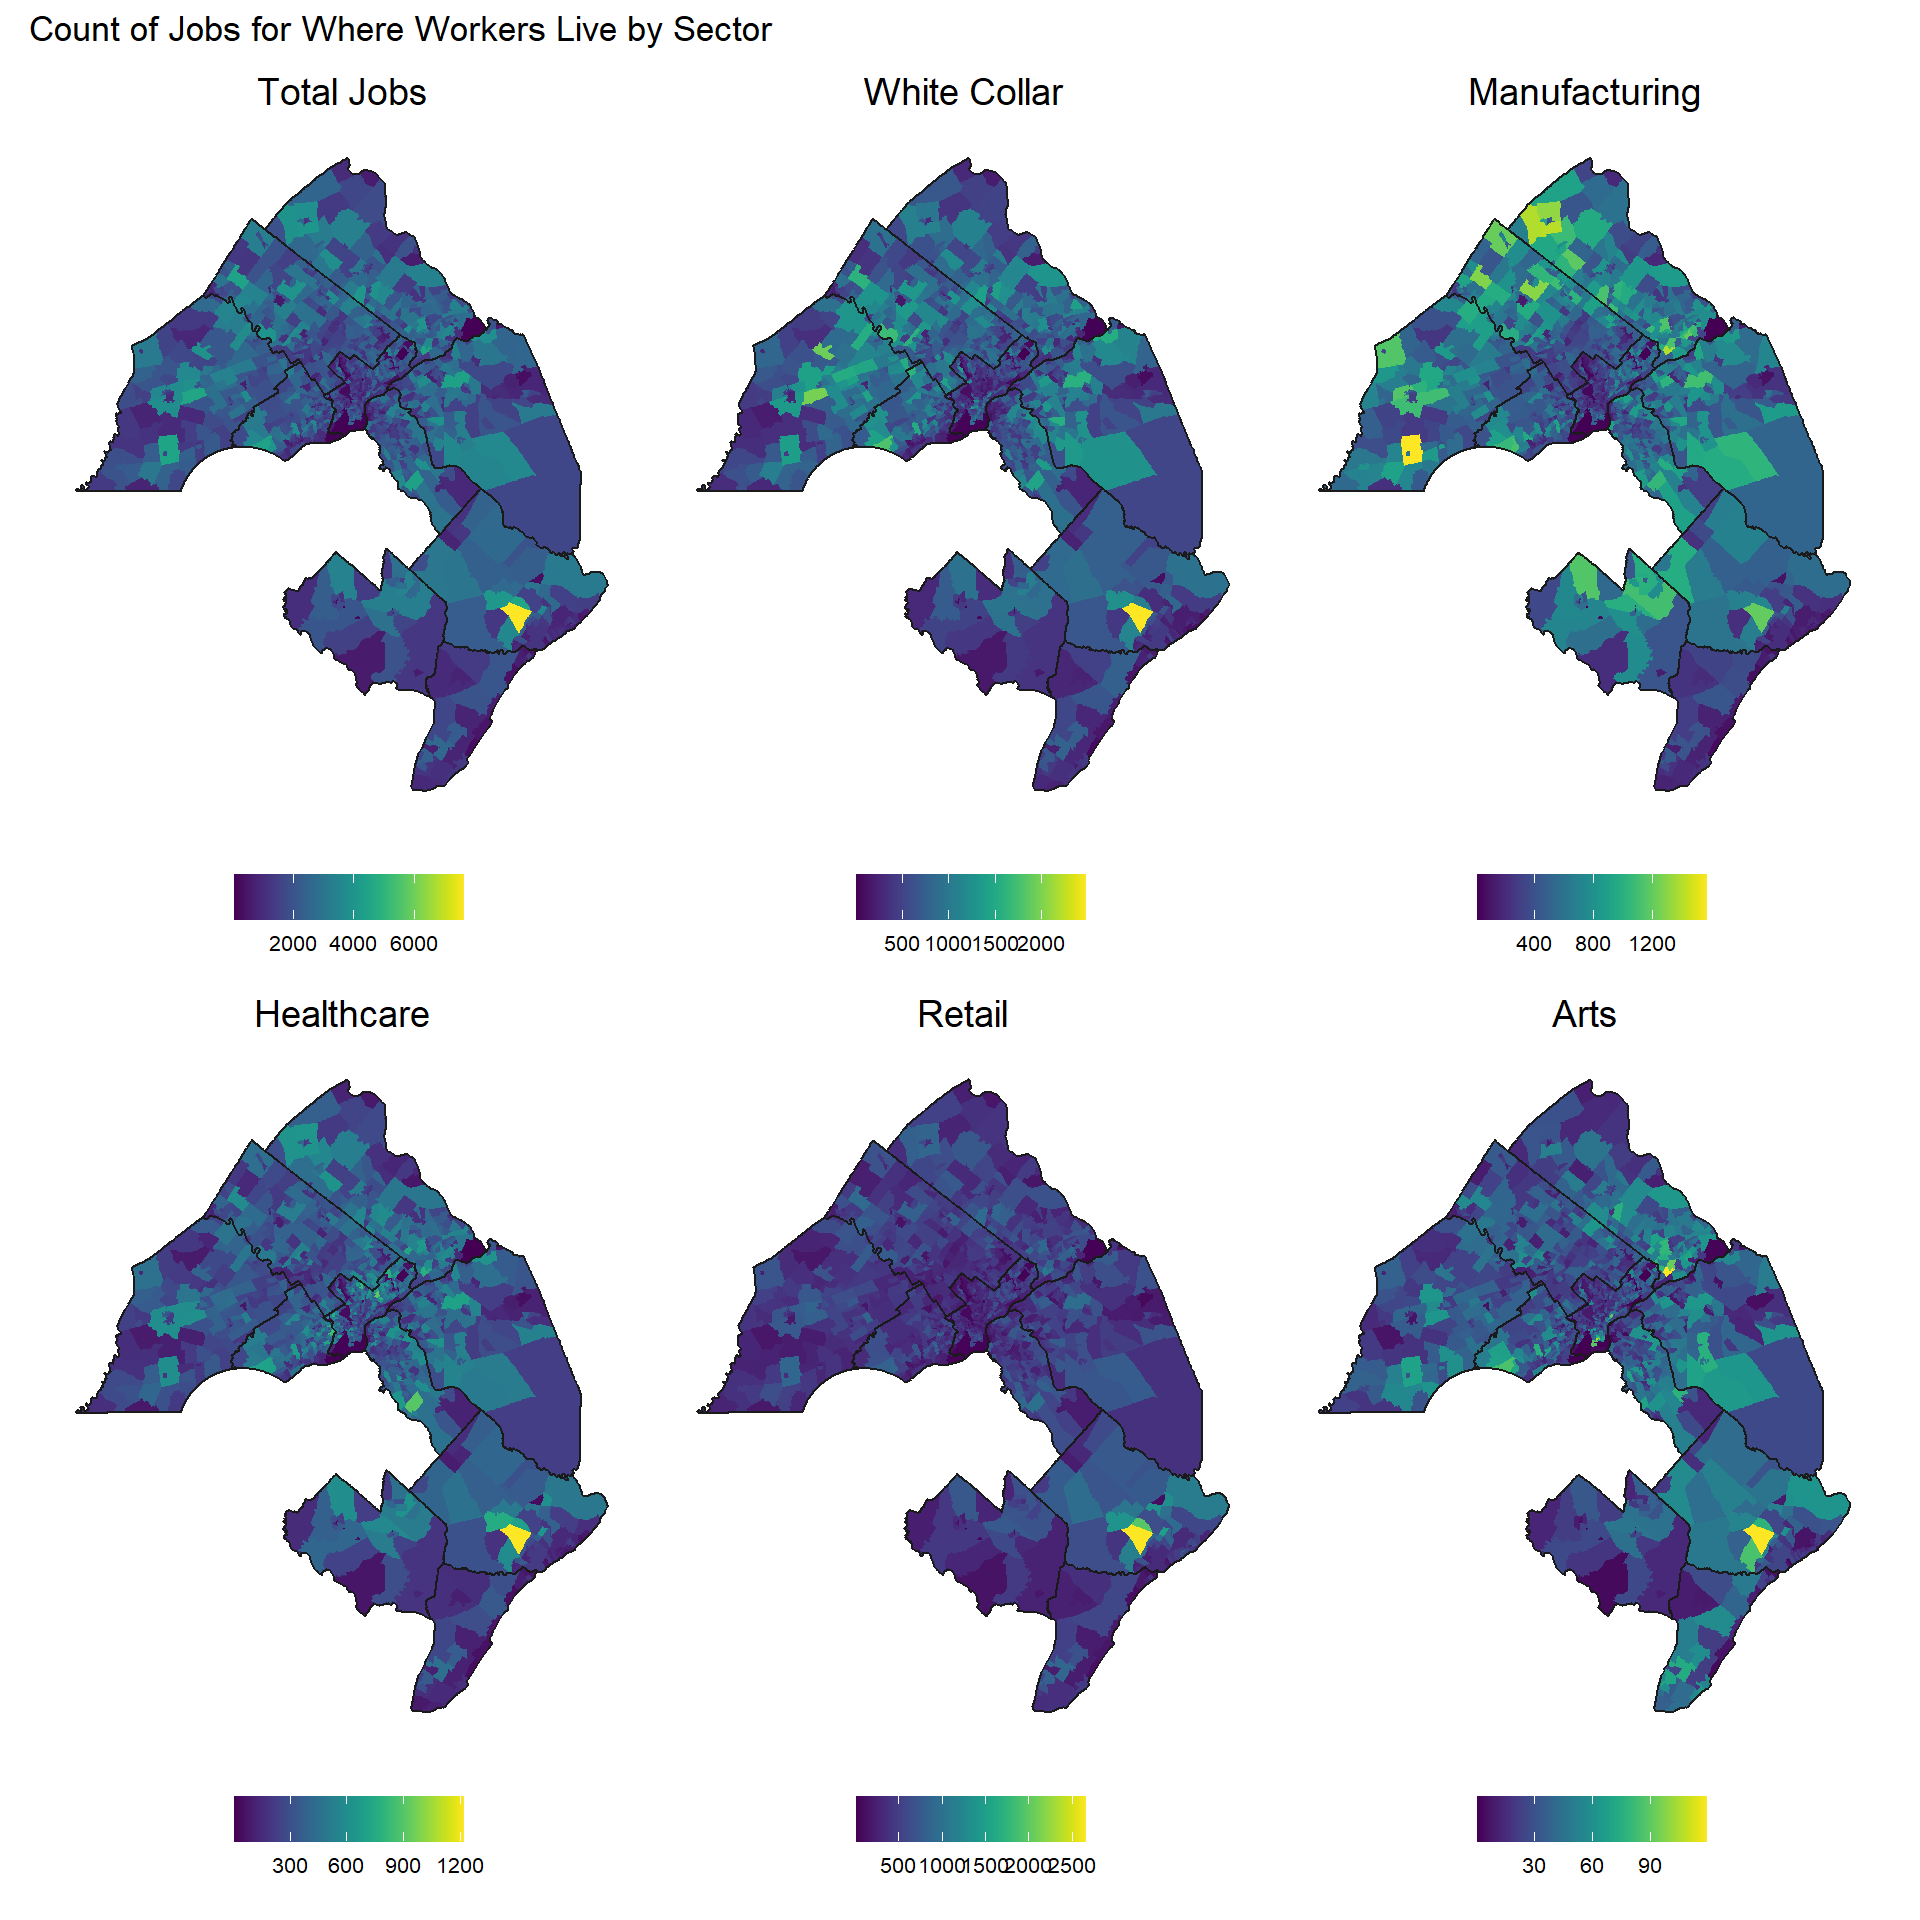 Count of Jobs for Where Workers Live by Sector
Total Jobs
White Collar
Manufacturing
2000 4000 6000
500 1000 1500 2000
400 800 1200
Healthcare
Retail
Arts
300 600 900 1200
500 1000 1500 2000 2500
30 60 90